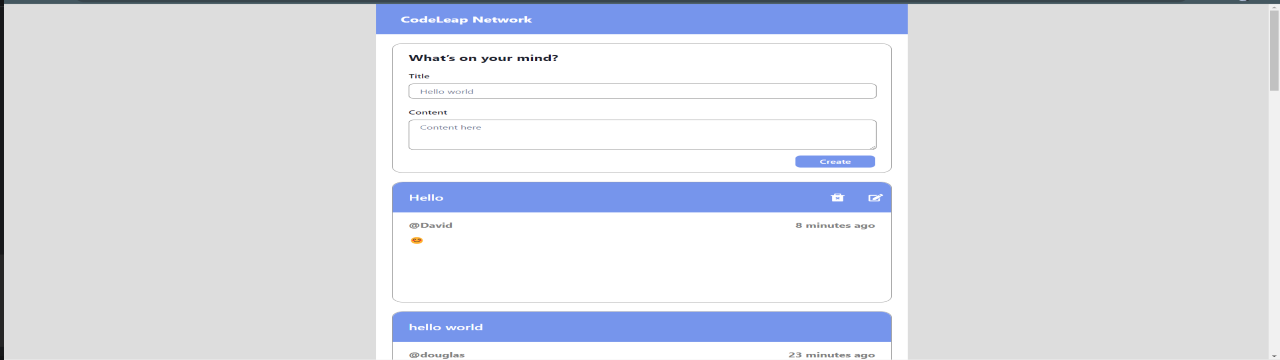 CodeLeap Network
What's on your mind?
Title
Hello world
Content
Content here
Create
Hello
@David 8 minutes ago
🤩
hello world
@douglas 23 minutes ago